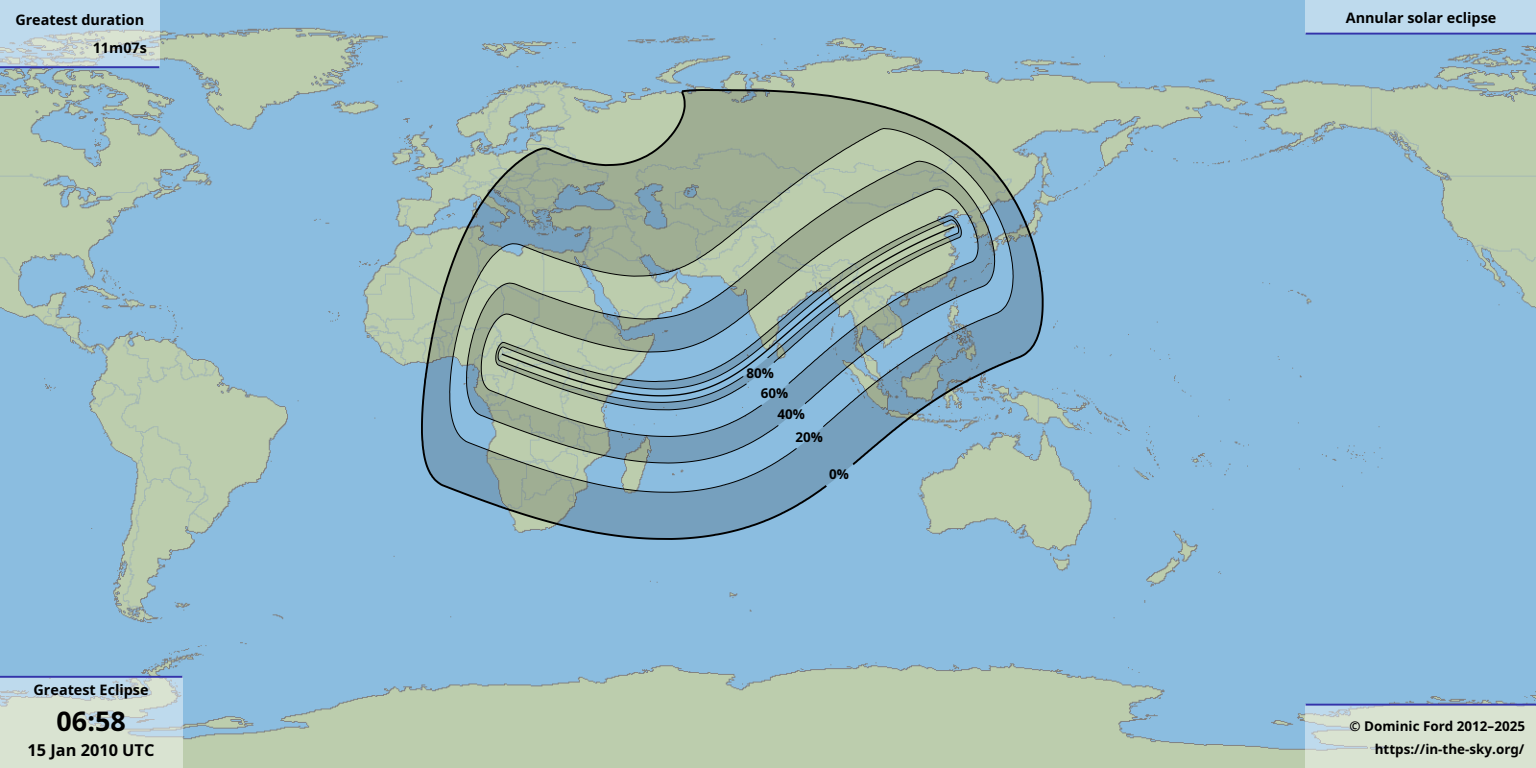 Greatest duration
11m07s
Annular solar eclipse
80%
60%
40%
20%
0%
Greatest Eclipse
06:58
15 Jan 2010 UTC
© Dominic Ford 2012–2025
https://in-the-sky.org/